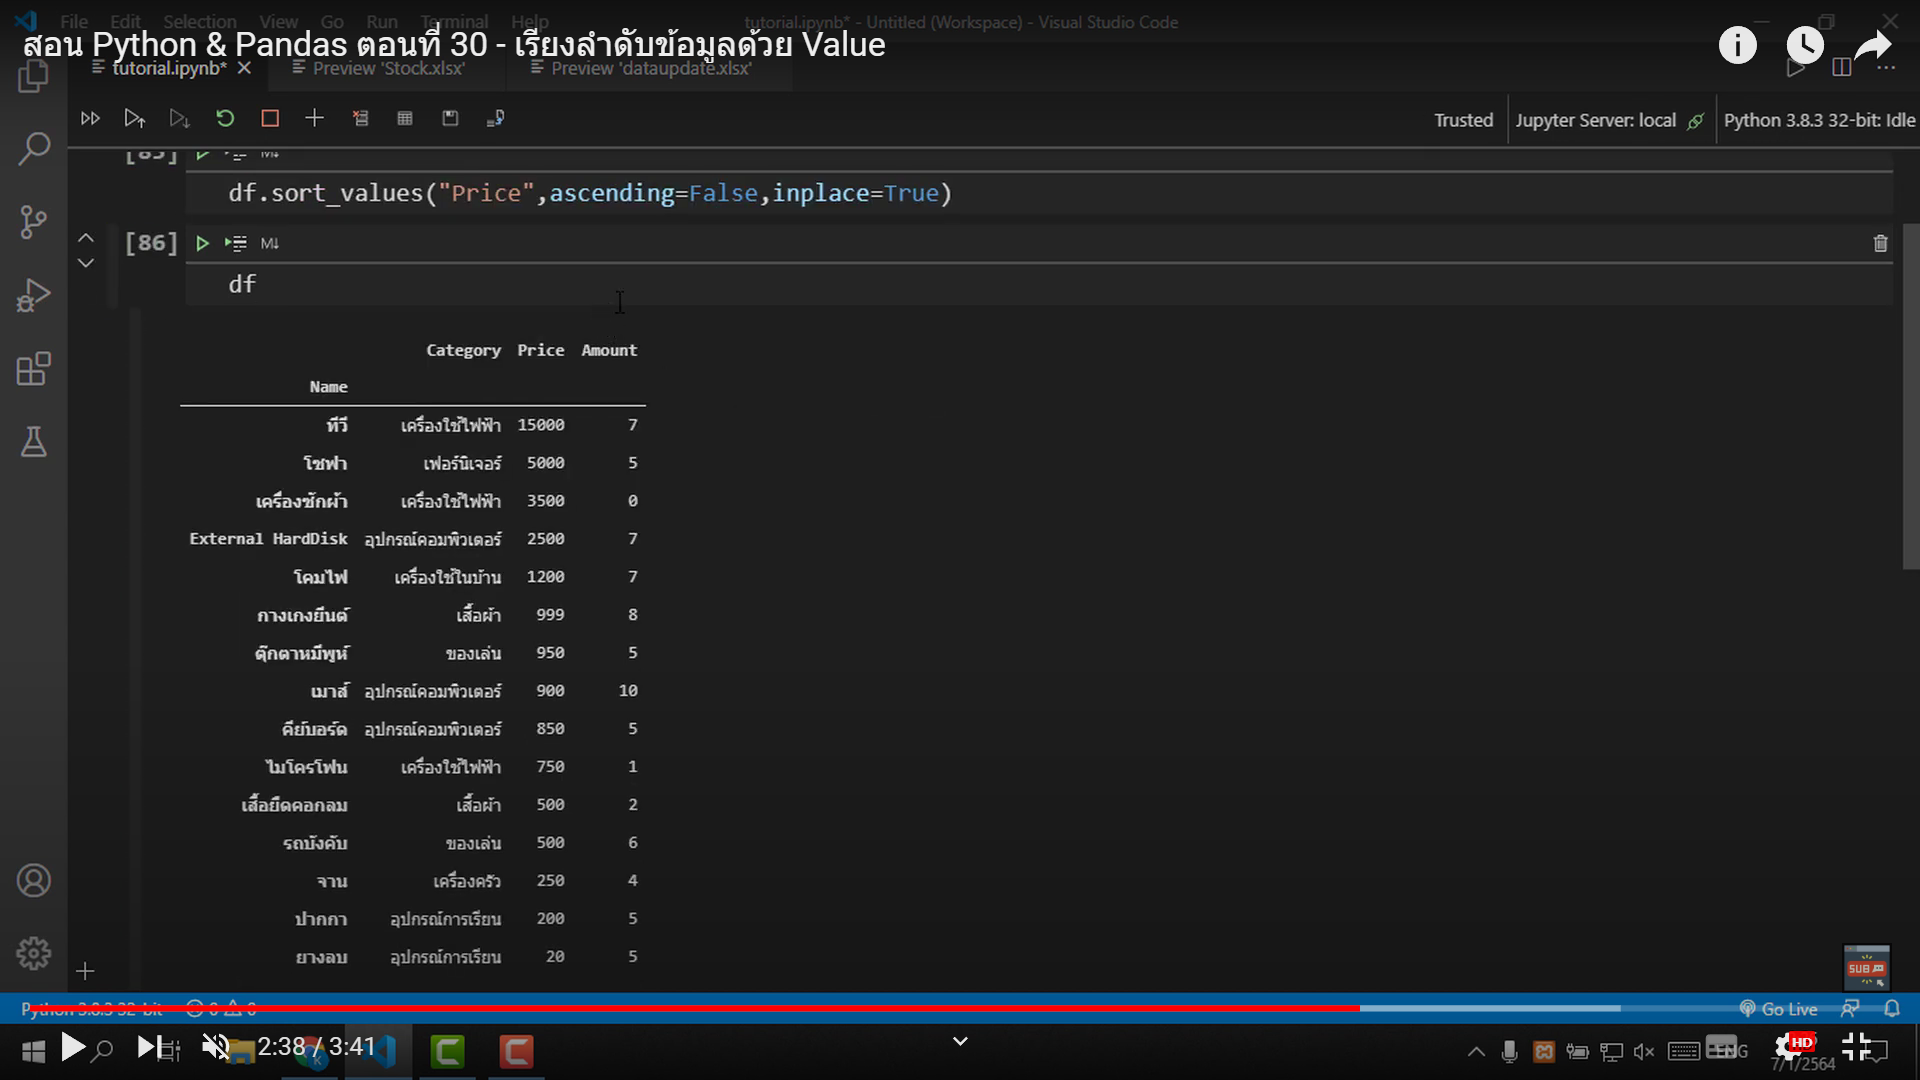 File Edit Selection View Go Run Terminal Help
tutorial.ipynb* - Untitled (Workspace) - Visual Studio Code
สอน Python & Pandas ตอนที่ 30 - เรียงลำดับข้อมูลด้วย Value
tutorial.ipynb* Preview 'Stock.xlsx' Preview 'dataupdate.xlsx'
Trusted Jupyter Server: local Python 3.8.3 32-bit: Idle
[85] M↓
df.sort_values("Price",ascending=False,inplace=True)
[86] M↓
df
Category Price Amount
Name
ทีวี เครื่องใช้ไฟฟ้า 15000 7
โซฟา เฟอร์นิเจอร์ 5000 5
เครื่องซักผ้า เครื่องใช้ไฟฟ้า 3500 0
External HardDisk อุปกรณ์คอมพิวเตอร์ 2500 7
โคมไฟ เครื่องใช้ในบ้าน 1200 7
กางเกงยีนต์ เสื้อผ้า 999 8
ตุ๊กตาหมีพูห์ ของเล่น 950 5
เมาส์ อุปกรณ์คอมพิวเตอร์ 900 10
คีย์บอร์ด อุปกรณ์คอมพิวเตอร์ 850 5
ไมโครโฟน เครื่องใช้ไฟฟ้า 750 1
เสื้อยืดคอกลม เสื้อผ้า 500 2
รถบังคับ ของเล่น 500 6
จาน เครื่องครัว 250 4
ปากกา อุปกรณ์การเรียน 200 5
ยางลบ อุปกรณ์การเรียน 20 5
SUB
Python 3.8.3 32-bit 0 0 Go Live
2:38 / 3:41
ENG
HD
7/1/2564